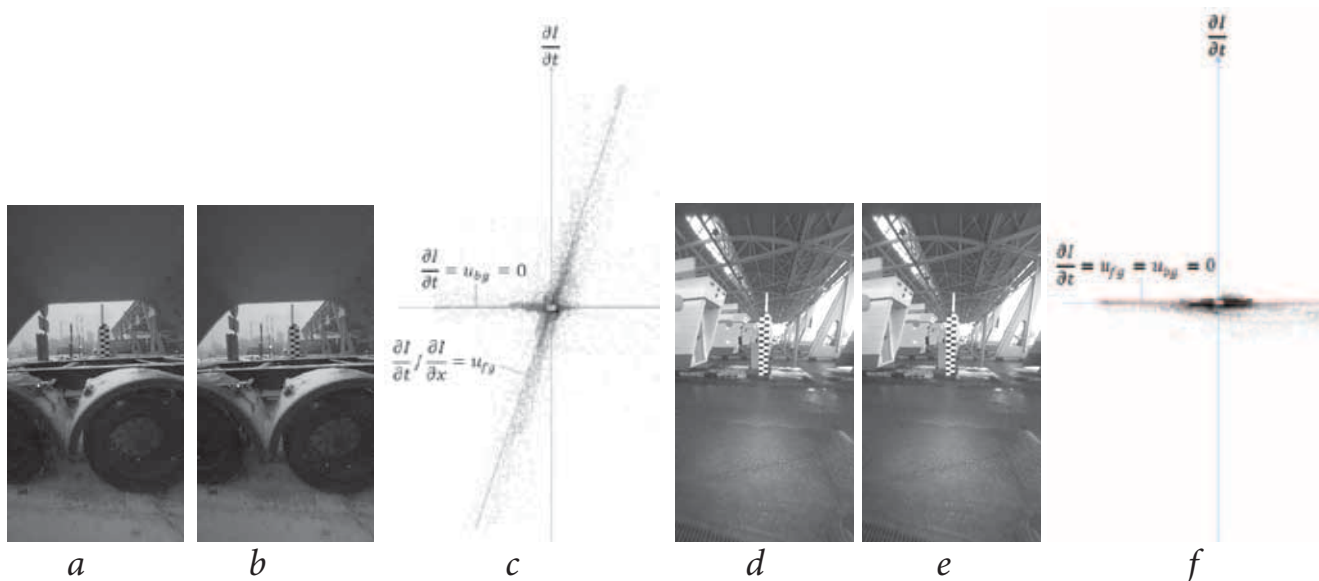 ∂I/∂t
∂I/∂t = u_bg = 0
∂I/∂t / ∂I/∂x = u_fg
∂I/∂t
∂I/∂t = u_fg = u_bg = 0
a b c d e f